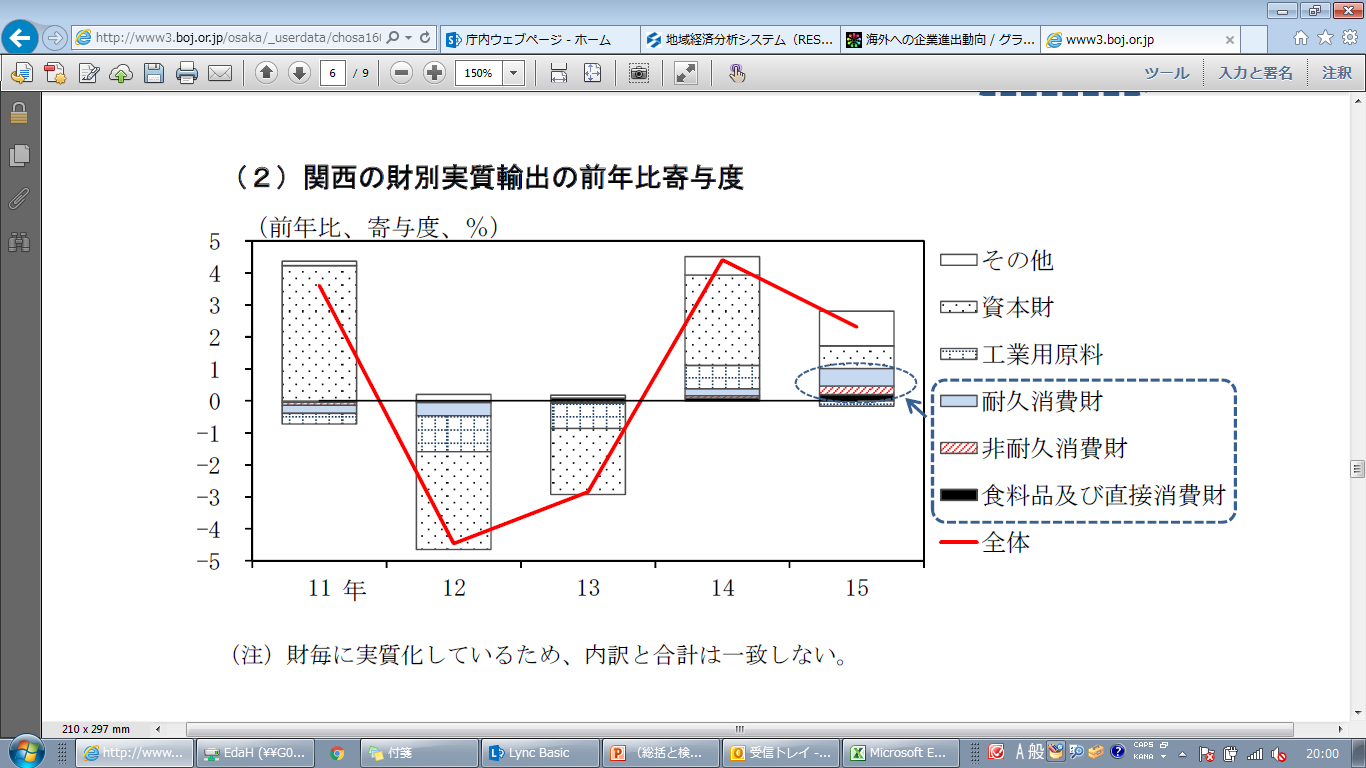 http://www3.boj.or.jp/osaka/_userdata/chosa160
庁内ウェブページ - ホーム
地域経済分析システム（RES...
海外への企業進出動向 / グラ...
www3.boj.or.jp
6 / 9
150%
ツール
入力と署名
注釈
（２）関西の財別実質輸出の前年比寄与度
（前年比、寄与度、％）
5
4
3
2
1
0
-1
-2
-3
-4
-5
11 年
12
13
14
15
その他
資本財
工業用原料
耐久消費財
非耐久消費財
食料品及び直接消費財
全体
（注）財毎に実質化しているため、内訳と合計は一致しない。
210 x 297 mm
http://www...
EdaH (¥¥G0...
付箋
Lync Basic
（総括と検...
受信トレイ -...
Microsoft E...
A 般
CAPS
KANA
20:00